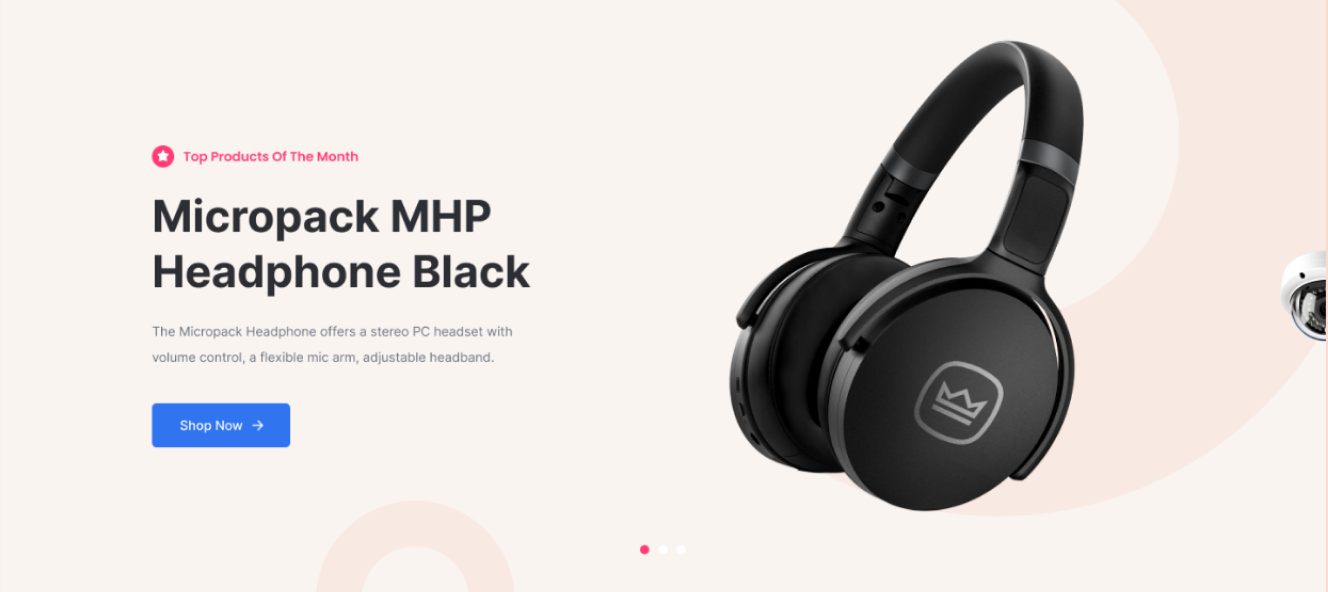 Top Products Of The Month
Micropack MHP
Headphone Black
The Micropack Headphone offers a stereo PC headset with
volume control, a flexible mic arm, adjustable headband.
Shop Now